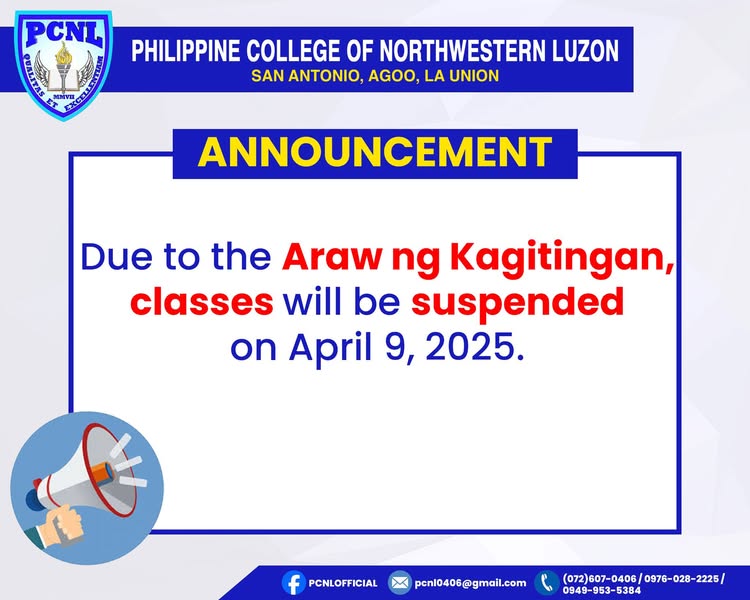 PCNL
QUALITAS ET EXCELLENTIAM
MMVII
PHILIPPINE COLLEGE OF NORTHWESTERN LUZON
SAN ANTONIO, AGOO, LA UNION
ANNOUNCEMENT
Due to the Araw ng Kagitingan,
classes will be suspended
on April 9, 2025.
PCNLOFFICIAL
pcnl0406@gmail.com
(072)607-0406 / 0976-028-2225 /
0949-953-5384